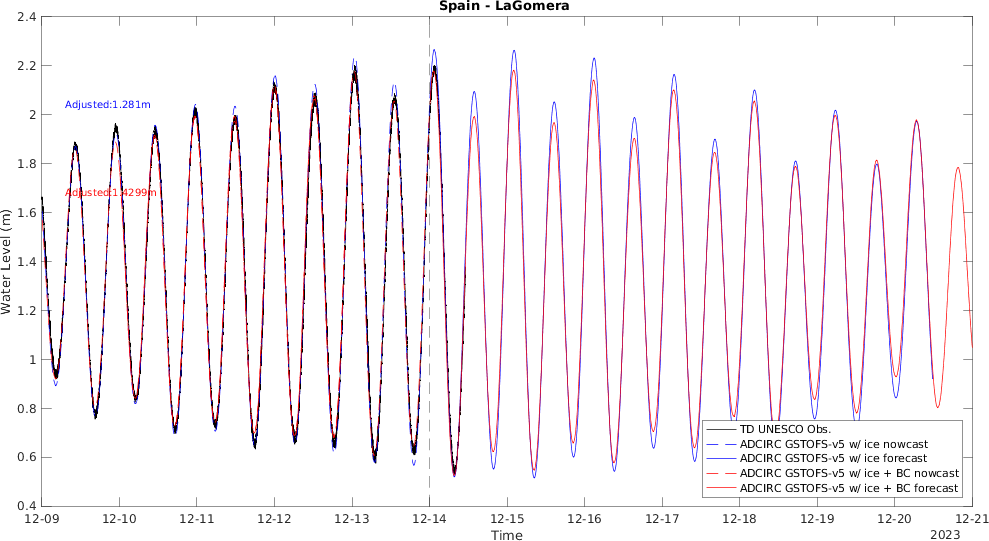 Spain - LaGomera
2.4
2.2
2
1.8
1.6
1.4
1.2
1
0.8
0.6
0.4
Water Level (m)
Adjusted:1.281m
Adjusted:1.4299m
TD UNESCO Obs.
ADCIRC GSTOFS-v5 w/ ice nowcast
ADCIRC GSTOFS-v5 w/ ice forecast
ADCIRC GSTOFS-v5 w/ ice + BC nowcast
ADCIRC GSTOFS-v5 w/ ice + BC forecast
12-09 12-10 12-11 12-12 12-13 12-14 12-15 12-16 12-17 12-18 12-19 12-20 12-21
Time
2023